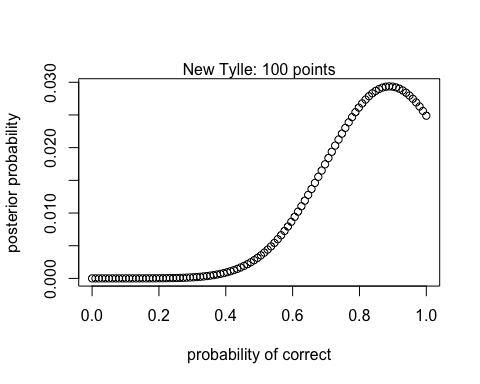 New Tylle: 100 points
posterior probability
0.030
0.020
0.010
0.000
0.0 0.2 0.4 0.6 0.8 1.0
probability of correct